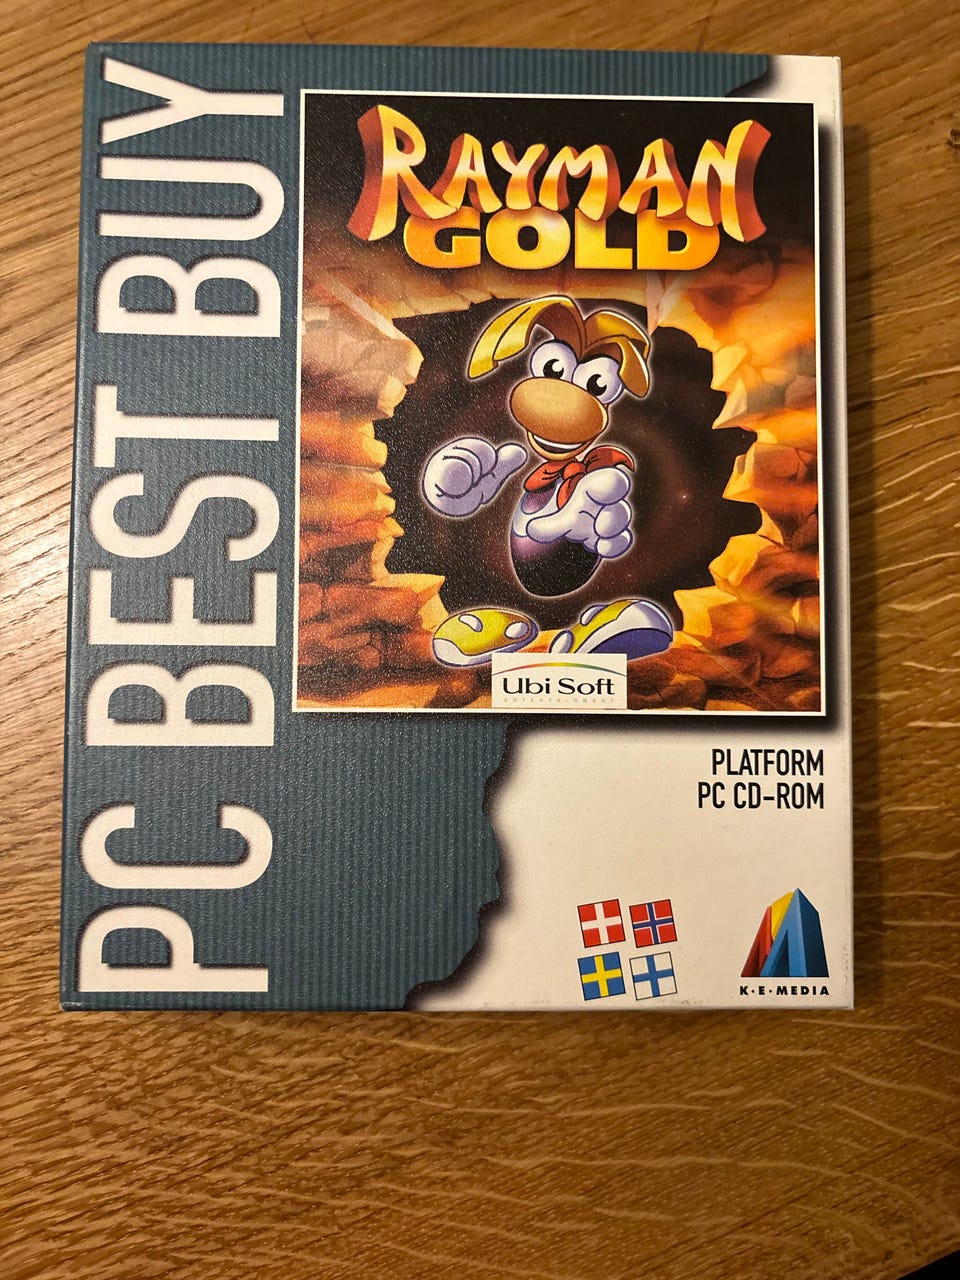 PC BEST BUY
RAYMAN
GOLD
Ubi Soft
ENTERTAINMENT
PLATFORM
PC CD-ROM
K·E·MEDIA